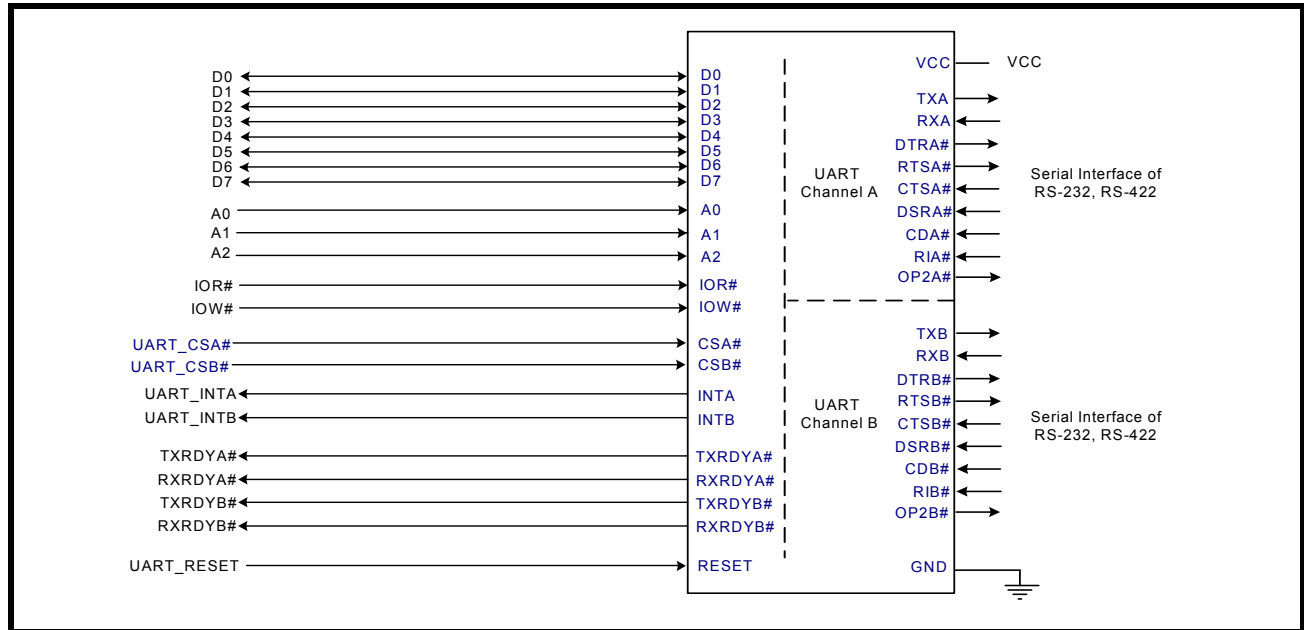 D0
D1
D2
D3
D4
D5
D6
D7
A0
A1
A2
IOR#
IOW#
UART_CSA#
UART_CSB#
UART_INTA
UART_INTB
TXRDYA#
RXRDYA#
TXRDYB#
RXRDYB#
UART_RESET
D0
D1
D2
D3
D4
D5
D6
D7
A0
A1
A2
IOR#
IOW#
CSA#
CSB#
INTA
INTB
TXRDYA#
RXRDYA#
TXRDYB#
RXRDYB#
RESET
UART
Channel A
UART
Channel B
VCC
TXA
RXA
DTRA#
RTSA#
CTSA#
DSRA#
CDA#
RIA#
OP2A#
TXB
RXB
DTRB#
RTSB#
CTSB#
DSRB#
CDB#
RIB#
OP2B#
GND
VCC
Serial Interface of
RS-232, RS-422
Serial Interface of
RS-232, RS-422